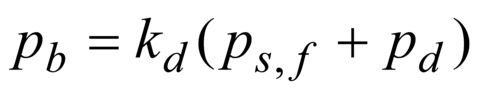 p_b = k_d(p_{s,f} + p_d)